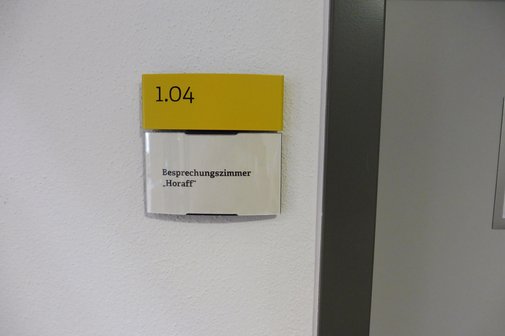 1.04
Besprechungszimmer
„Horaff“